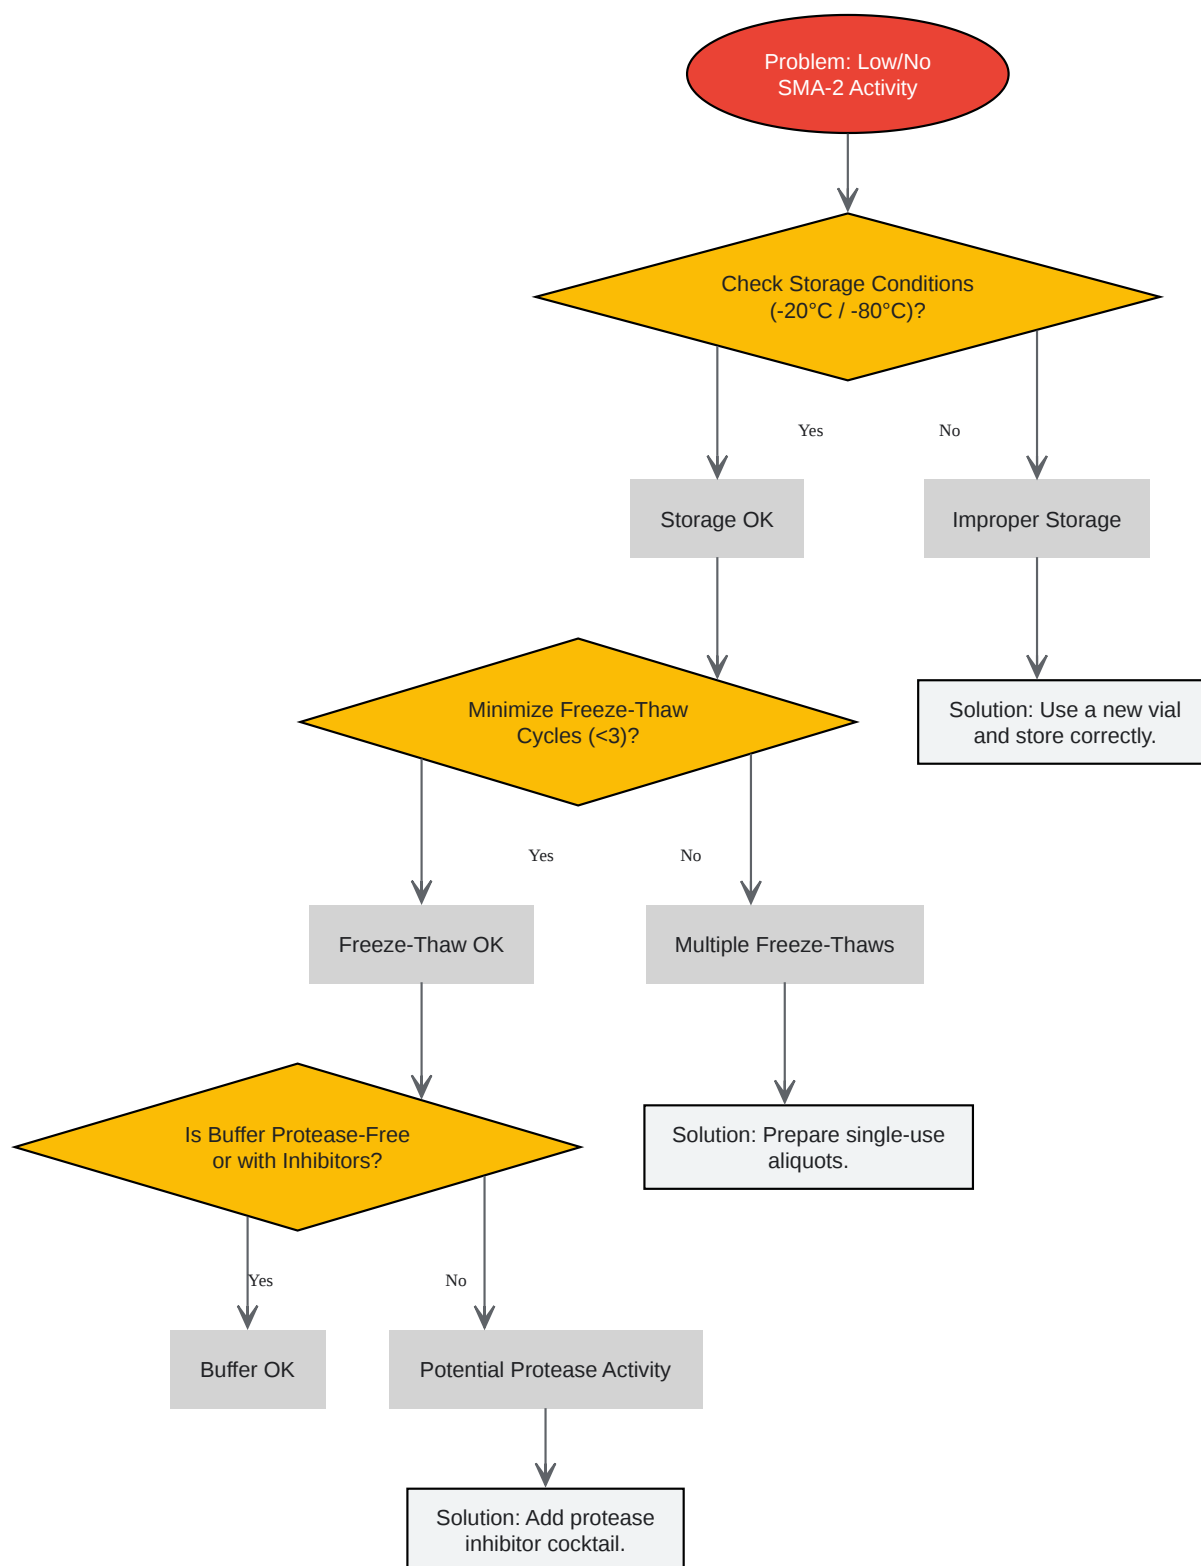 Problem: Low/No
SMA-2 Activity
Check Storage Conditions
(-20°C / -80°C)?
Yes
No
Storage OK
Improper Storage
Minimize Freeze-Thaw
Cycles (<3)?
Solution: Use a new vial
and store correctly.
Yes
No
Freeze-Thaw OK
Multiple Freeze-Thaws
Is Buffer Protease-Free
or with Inhibitors?
Solution: Prepare single-use
aliquots.
Yes
No
Buffer OK
Potential Protease Activity
Solution: Add protease
inhibitor cocktail.